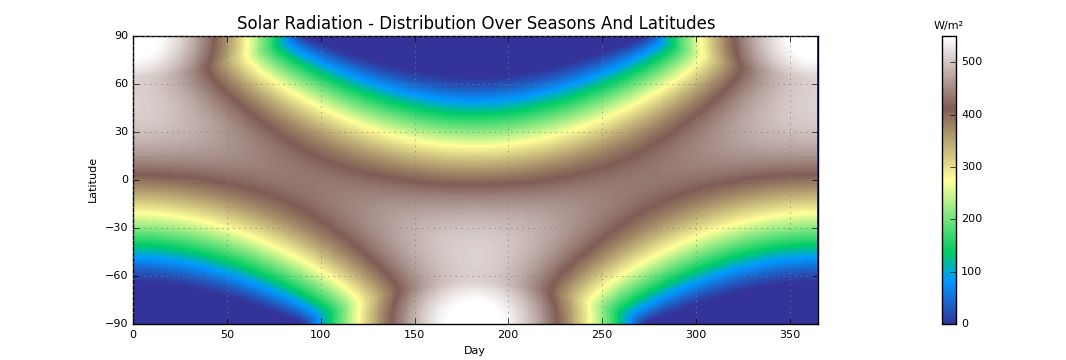 Solar Radiation - Distribution Over Seasons And Latitudes
W/m²
90
60
30
0
−30
−60
−90
Latitude
0 50 100 150 200 250 300 350
Day
500
400
300
200
100
0